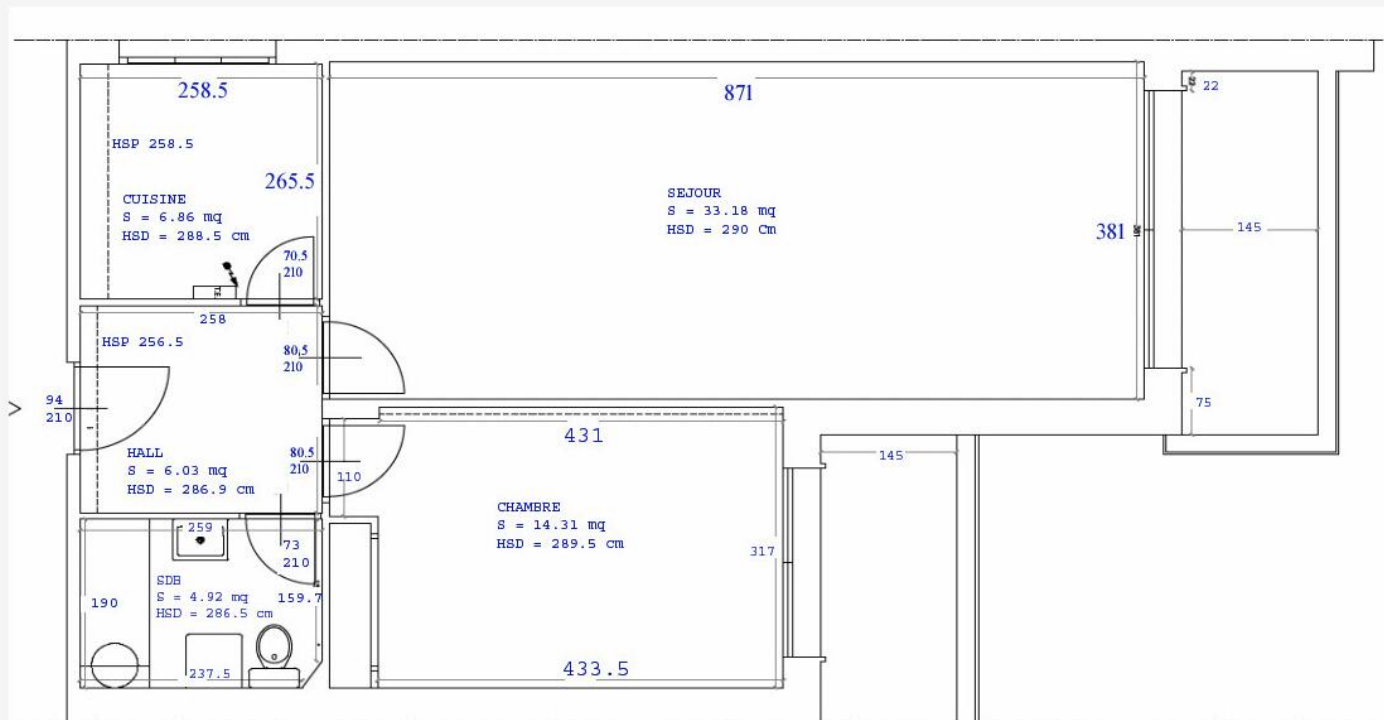 258.5
HSP 258.5
265.5
CUISINE
S = 6.86 mq
HSD = 288.5 cm
70.5
210
871
SEJOUR
S = 33.18 mq
HSD = 290 Cm
381
22
145
75
258
HSP 256.5
80.5
210
94
210
HALL
S = 6.03 mq
HSD = 286.9 cm
80.5
210
110
431
145
CHAMBRE
S = 14.31 mq
HSD = 289.5 cm
317
433.5
259
73
210
SDB
S = 4.92 mq
HSD = 286.5 cm
190
159.7
237.5